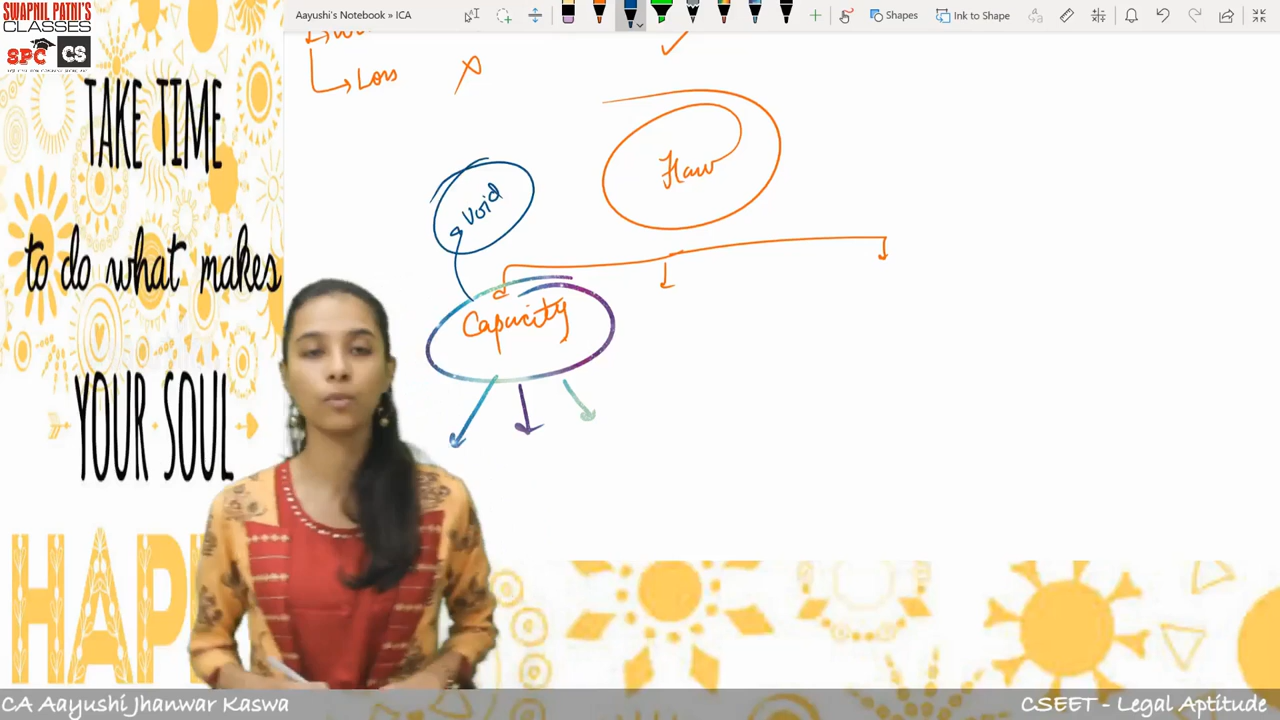 SWAPNIL PATNI'S
CLASSES
SPC CS
Aayushi's Notebook » ICA
Shapes
Ink to Shape
Loss
TAKE TIME
to do what makes
YOUR SOUL
HAP
Void
Flaw
Capacity
CA Aayushi Jhanwar Kaswa
CSEET - Legal Aptitude